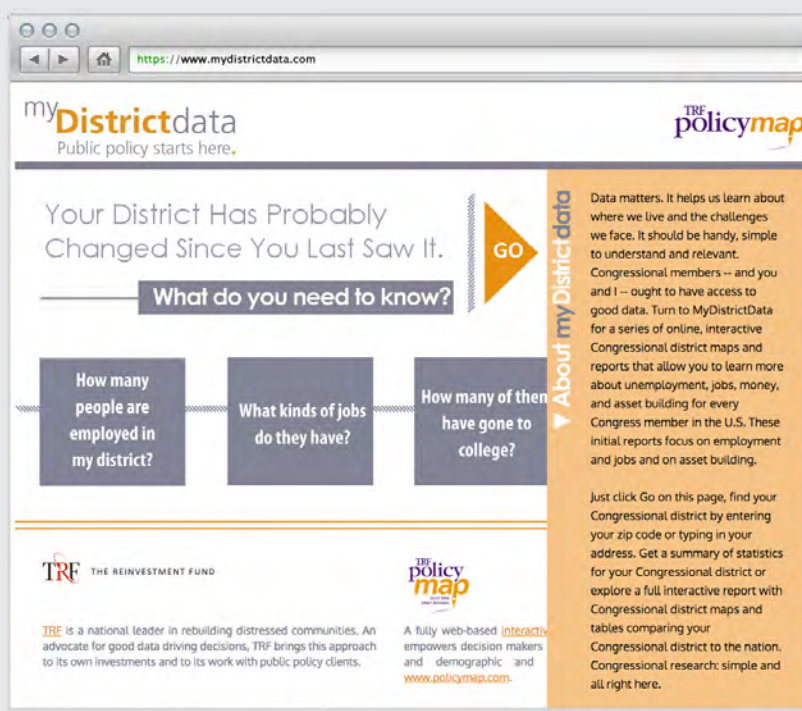 https://www.mydistrictdata.com
myDistrictdata
Public policy starts here.
TRF
policymap
Your District Has Probably
Changed Since You Last Saw It.
GO
What do you need to know?
How many
people are
employed in
my district?
What kinds of jobs
do they have?
How many of them
have gone to
college?
▼ About myDistrictdata
Data matters. It helps us learn about
where we live and the challenges
we face. It should be handy, simple
to understand and relevant.
Congressional members -- and you
and I -- ought to have access to
good data. Turn to MyDistrictData
for a series of online, interactive
Congressional district maps and
reports that allow you to learn more
about unemployment, jobs, money,
and asset building for every
Congress member in the U.S. These
initial reports focus on employment
and jobs and on asset building.
Just click Go on this page, find your
Congressional district by entering
your zip code or typing in your
address. Get a summary of statistics
for your Congressional district or
explore a full interactive report with
Congressional district maps and
tables comparing your
Congressional district to the nation.
Congressional research: simple and
all right here.
TRF THE REINVESTMENT FUND
TRF is a national leader in rebuilding distressed communities. An
advocate for good data driving decisions, TRF brings this approach
to its own investments and to its work with public policy clients.
TRF
policy
map
A fully web-based interactive
empowers decision makers
and demographic and
www.policymap.com.